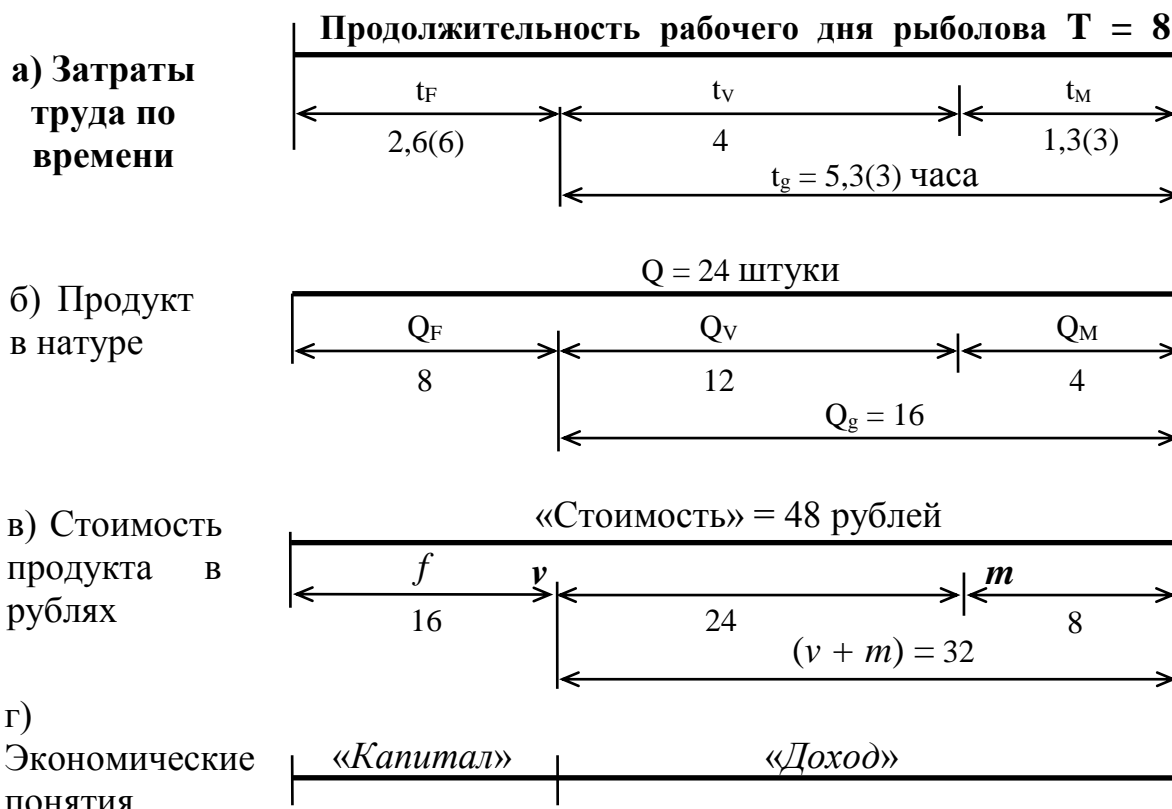 Продолжительность рабочего дня рыболова T = 8
а) Затраты
труда по
времени
tF tV tM
2,6(6) 4 1,3(3)
tg = 5,3(3) часа
Q = 24 штуки
б) Продукт
в натуре
QF QV QM
8 12 4
Qg = 16
в) Стоимость
продукта в
рублях
«Стоимость» = 48 рублей
f v m
16 24 8
(v + m) = 32
г)
Экономические
понятия
«Капитал» «Доход»